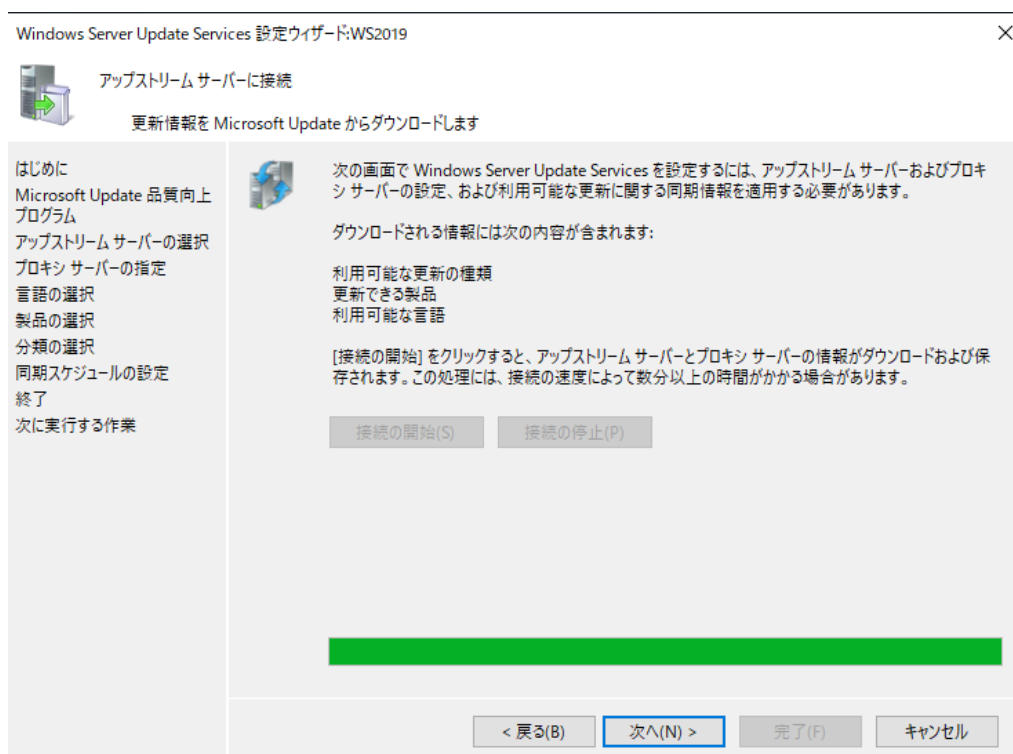 Windows Server Update Services 設定ウィザード:WS2019
アップストリーム サーバーに接続
更新情報を Microsoft Update からダウンロードします
はじめに
Microsoft Update 品質向上
プログラム
アップストリーム サーバーの選択
プロキシ サーバーの指定
言語の選択
製品の選択
分類の選択
同期スケジュールの設定
終了
次に実行する作業
次の画面で Windows Server Update Services を設定するには、アップストリーム サーバーおよびプロキ
シ サーバーの設定、および利用可能な更新に関する同期情報を適用する必要があります。
ダウンロードされる情報には次の内容が含まれます:
利用可能な更新の種類
更新できる製品
利用可能な言語
[接続の開始] をクリックすると、アップストリーム サーバーとプロキシ サーバーの情報がダウンロードおよび保
存されます。この処理には、接続の速度によって数分以上の時間がかかる場合があります。
接続の開始(S) 接続の停止(P)
< 戻る(B) 次へ(N) > 完了(F) キャンセル